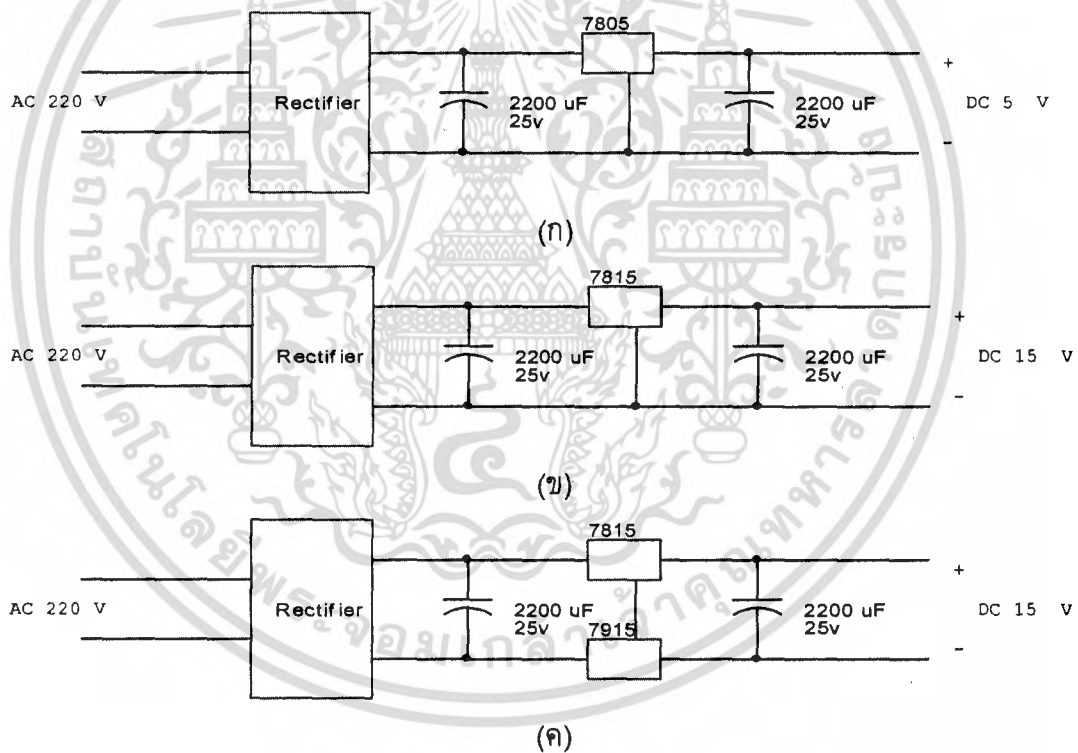 7805
AC 220 V
Rectifier
2200 uF
25v
2200 uF
25v
+
DC 5 V
-
(ก)
7815
AC 220 V
Rectifier
2200 uF
25v
2200 uF
25v
+
DC 15 V
-
(ข)
7815
AC 220 V
Rectifier
2200 uF
25v
7915
2200 uF
25v
+
DC 15 V
-
(ค)